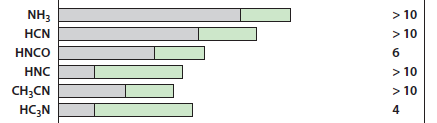 NH₃ > 10
HCN > 10
HNCO 6
HNC > 10
CH₃CN > 10
HC₃N 4